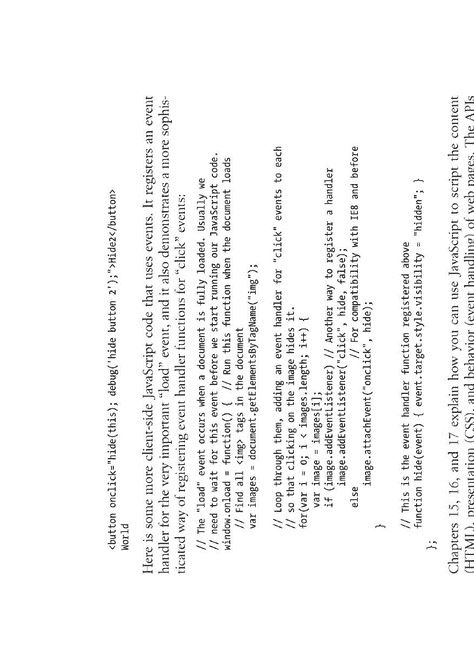 <button onclick="hide(this); debug('hide button 2');">Hide2</button>
World
Here is some more client-side JavaScript code that uses events. It registers an event
handler for the very important “load” event, and it also demonstrates a more sophis-
ticated way of registering event handler functions for “click” events:
// The "load" event occurs when a document is fully loaded. Usually we
// need to wait for this event before we start running our JavaScript code.
window.onload = function() { // Run this function when the document loads
// Find all <img> tags in the document
var images = document.getElementsByTagName("img");
// Loop through them, adding an event handler for "click" events to each
// so that clicking on the image hides it.
for(var i = 0; i < images.length; i++) {
var image = images[i];
if (image.addEventListener) // Another way to register a handler
image.addEventListener("click", hide, false);
else // For compatibility with IE8 and before
image.attachEvent("onclick", hide);
}
// This is the event handler function registered above
function hide(event) { event.target.style.visibility = "hidden"; }
};
Chapters 15, 16, and 17 explain how you can use JavaScript to script the content
(HTML), presentation (CSS), and behavior (event handling) of web pages. The APIs